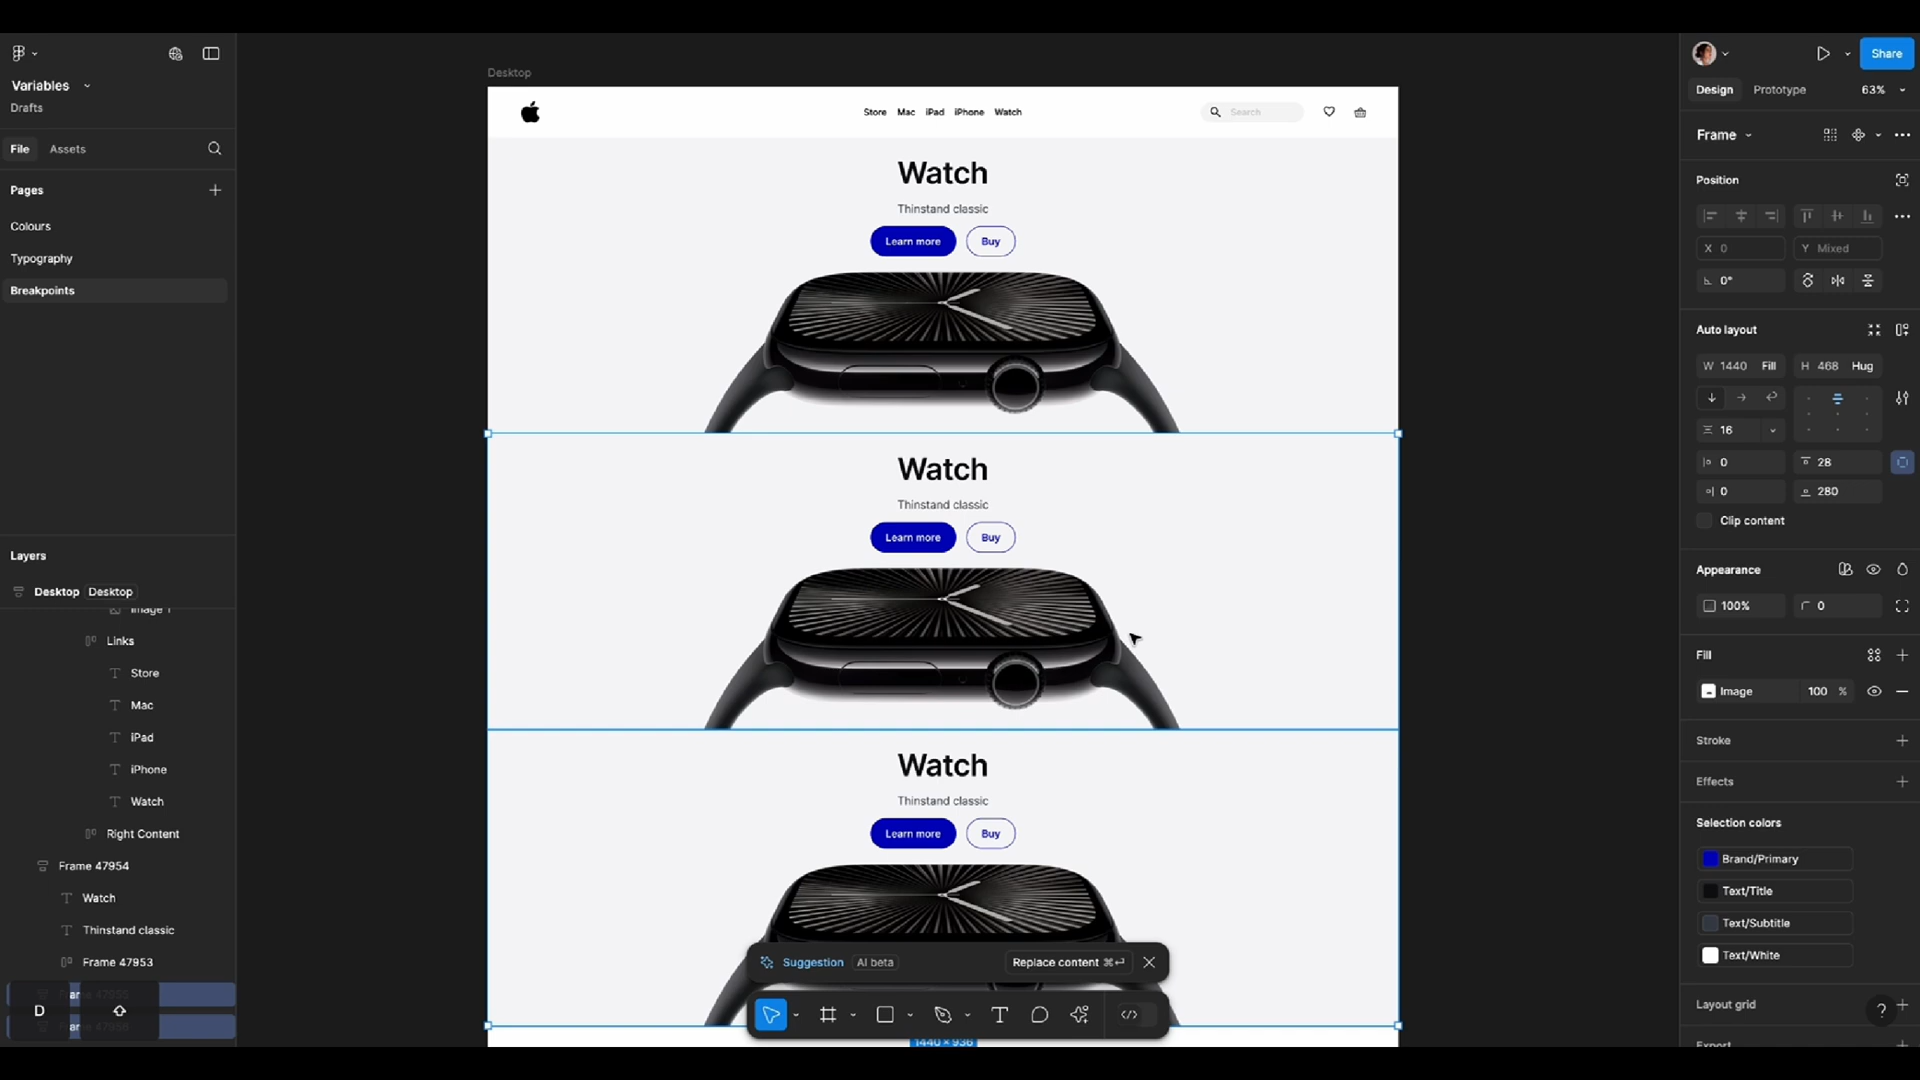 Variables
Drafts
File
Assets
Pages
Colours
Typography
Breakpoints
Layers
Desktop Desktop
Image 1
Links
Store
Mac
iPad
iPhone
Watch
Right Content
Frame 47954
Watch
Thinstand classic
Frame 47953
D
Desktop
Store Mac iPad iPhone Watch
Search
Watch
Thinstand classic
Learn more
Buy
Watch
Thinstand classic
Learn more
Buy
Watch
Thinstand classic
Learn more
Buy
Suggestion AI beta Replace content ⌘↵
1440 × 936
Share
Design Prototype 63%
Frame
Position
X 0 Y Mixed
0°
Auto layout
W 1440 Fill H 468 Hug
16
0 28
0 280
Clip content
Appearance
100% 0
Fill
Image 100 %
Stroke
Effects
Selection colors
Brand/Primary
Text/Title
Text/Subtitle
Text/White
Layout grid
?
Export